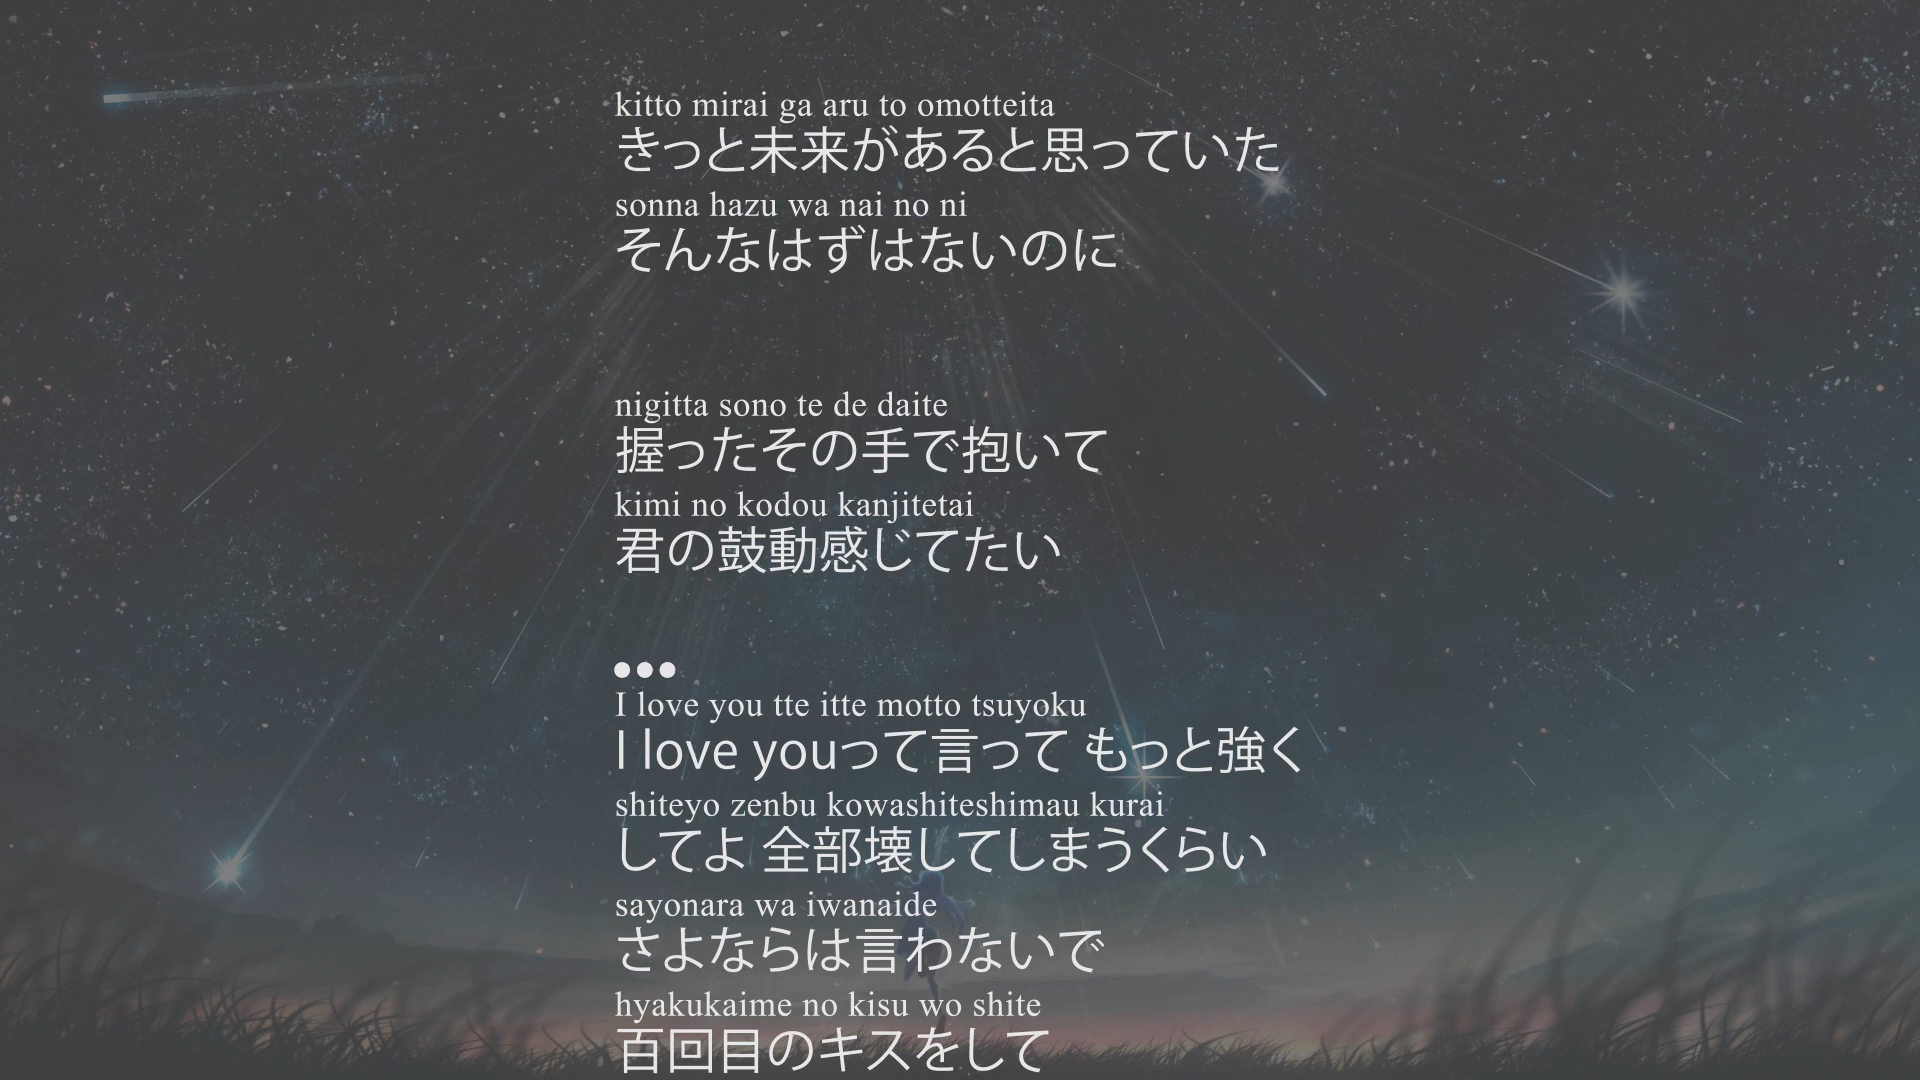 kitto mirai ga aru to omotteita
きっと未来があると思っていた
sonna hazu wa nai no ni
そんなはずはないのに
nigitta sono te de daite
握ったその手で抱いて
kimi no kodou kanjitetai
君の鼓動感じてたい
●●●
I love you tte itte motto tsuyoku
I love youって言って もっと強く
shiteyo zenbu kowashiteshimau kurai
してよ 全部壊してしまうくらい
sayonara wa iwanaide
さよならは言わないで
hyakukaime no kisu wo shite
百回目のキスをして